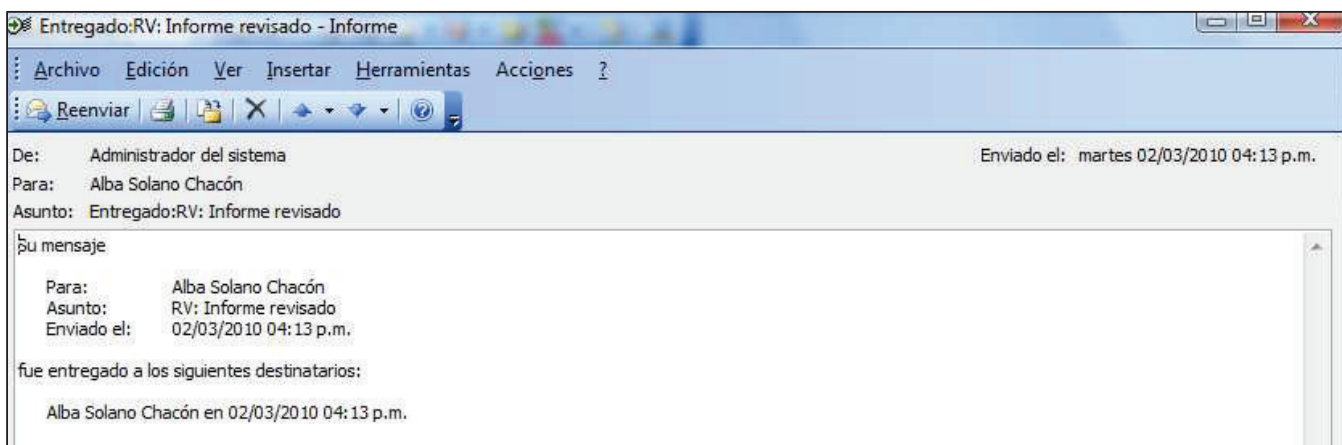 Entregado:RV: Informe revisado - Informe
Archivo Edición Ver Insertar Herramientas Acciones ?
Reenviar
De: Administrador del sistema Enviado el: martes 02/03/2010 04:13 p.m.
Para: Alba Solano Chacón
Asunto: Entregado:RV: Informe revisado
Su mensaje
Para: Alba Solano Chacón
Asunto: RV: Informe revisado
Enviado el: 02/03/2010 04:13 p.m.
fue entregado a los siguientes destinatarios:
Alba Solano Chacón en 02/03/2010 04:13 p.m.